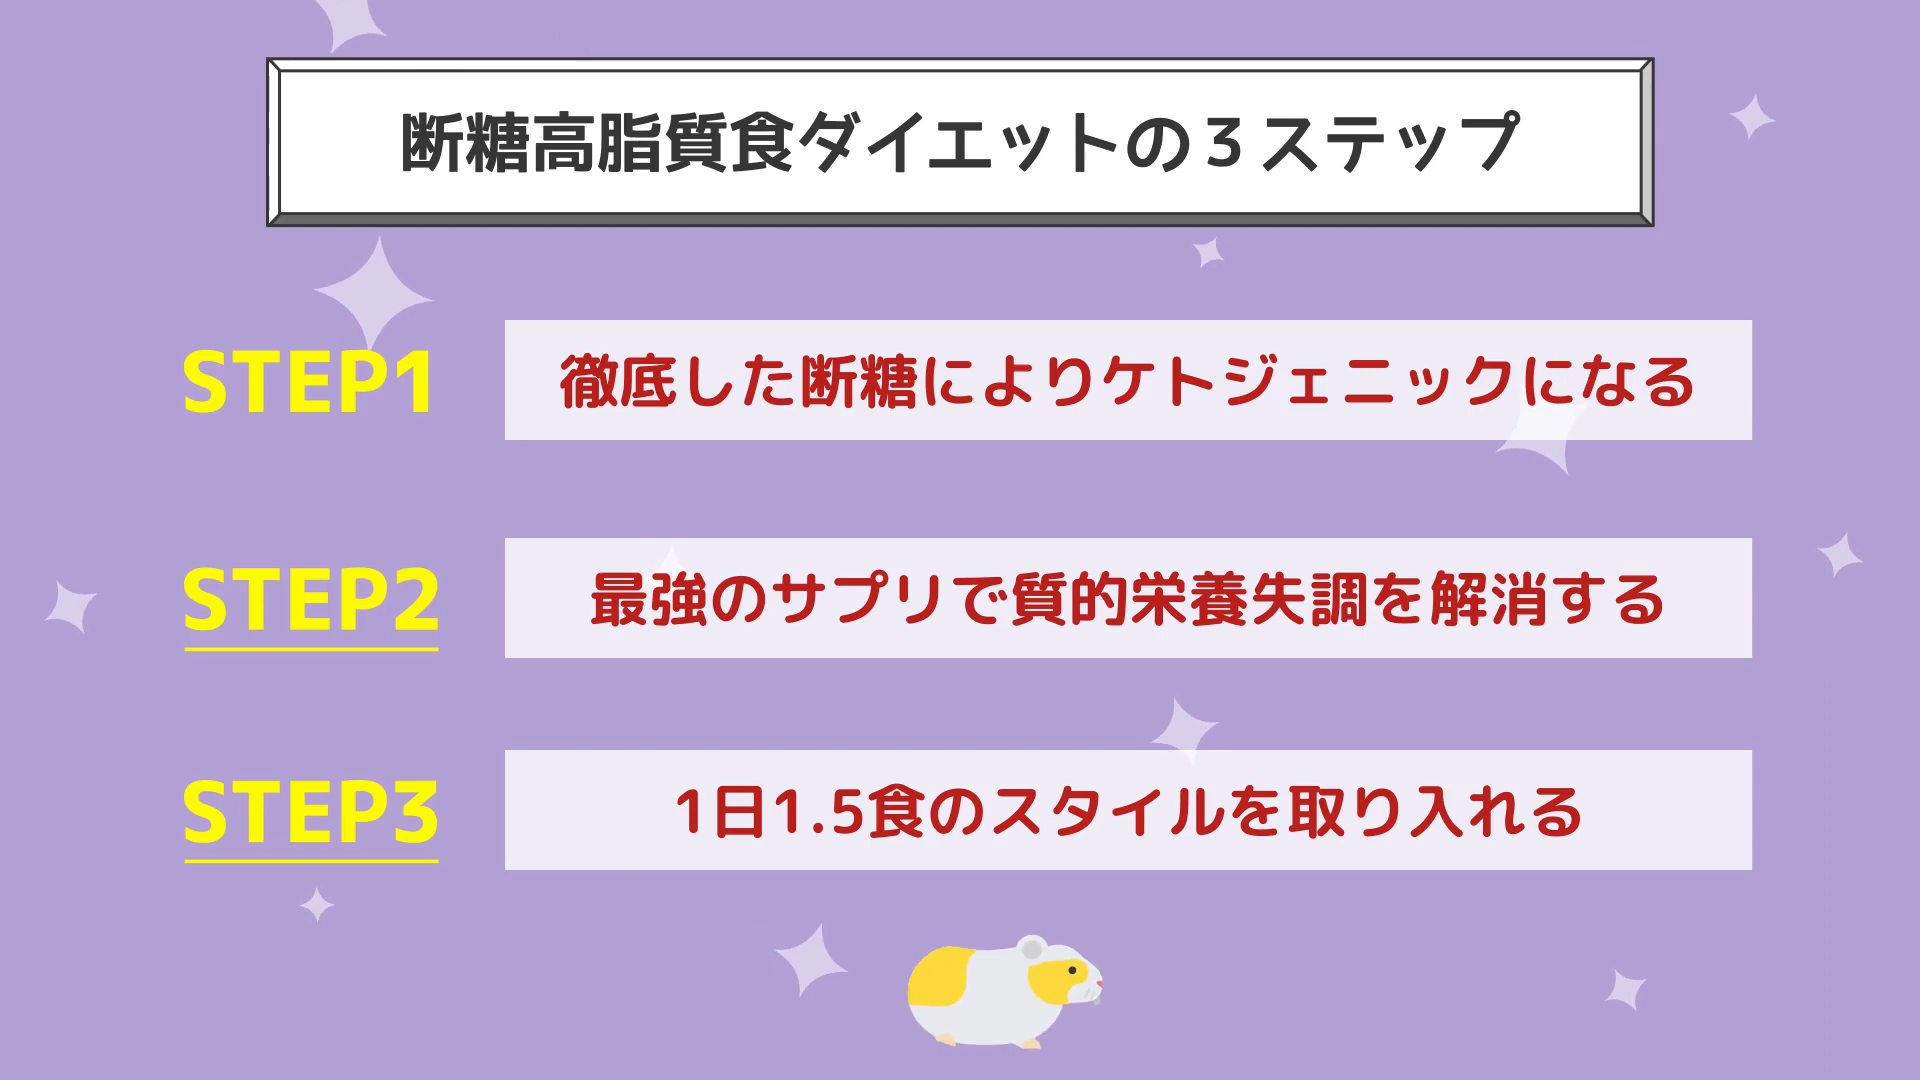 断糖高脂質食ダイエットの３ステップ
STEP1
徹底した断糖によりケトジェニックになる
STEP2
最強のサプリで質的栄養失調を解消する
STEP3
1日1.5食のスタイルを取り入れる